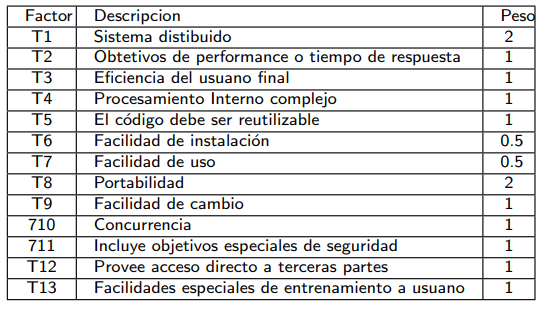 Factor Descripcion Peso
T1 Sistema distibuido 2
T2 Obtetivos de performance o tiempo de respuesta 1
T3 Eficiencia del usuano final 1
T4 Procesamiento Interno complejo 1
T5 El código debe ser reutilizable 1
T6 Facilidad de instalación 0.5
T7 Facilidad de uso 0.5
T8 Portabilidad 2
T9 Facilidad de cambio 1
710 Concurrencia 1
711 Incluye objetivos especiales de seguridad 1
T12 Provee acceso directo a terceras partes 1
T13 Facilidades especiales de entrenamiento a usuano 1